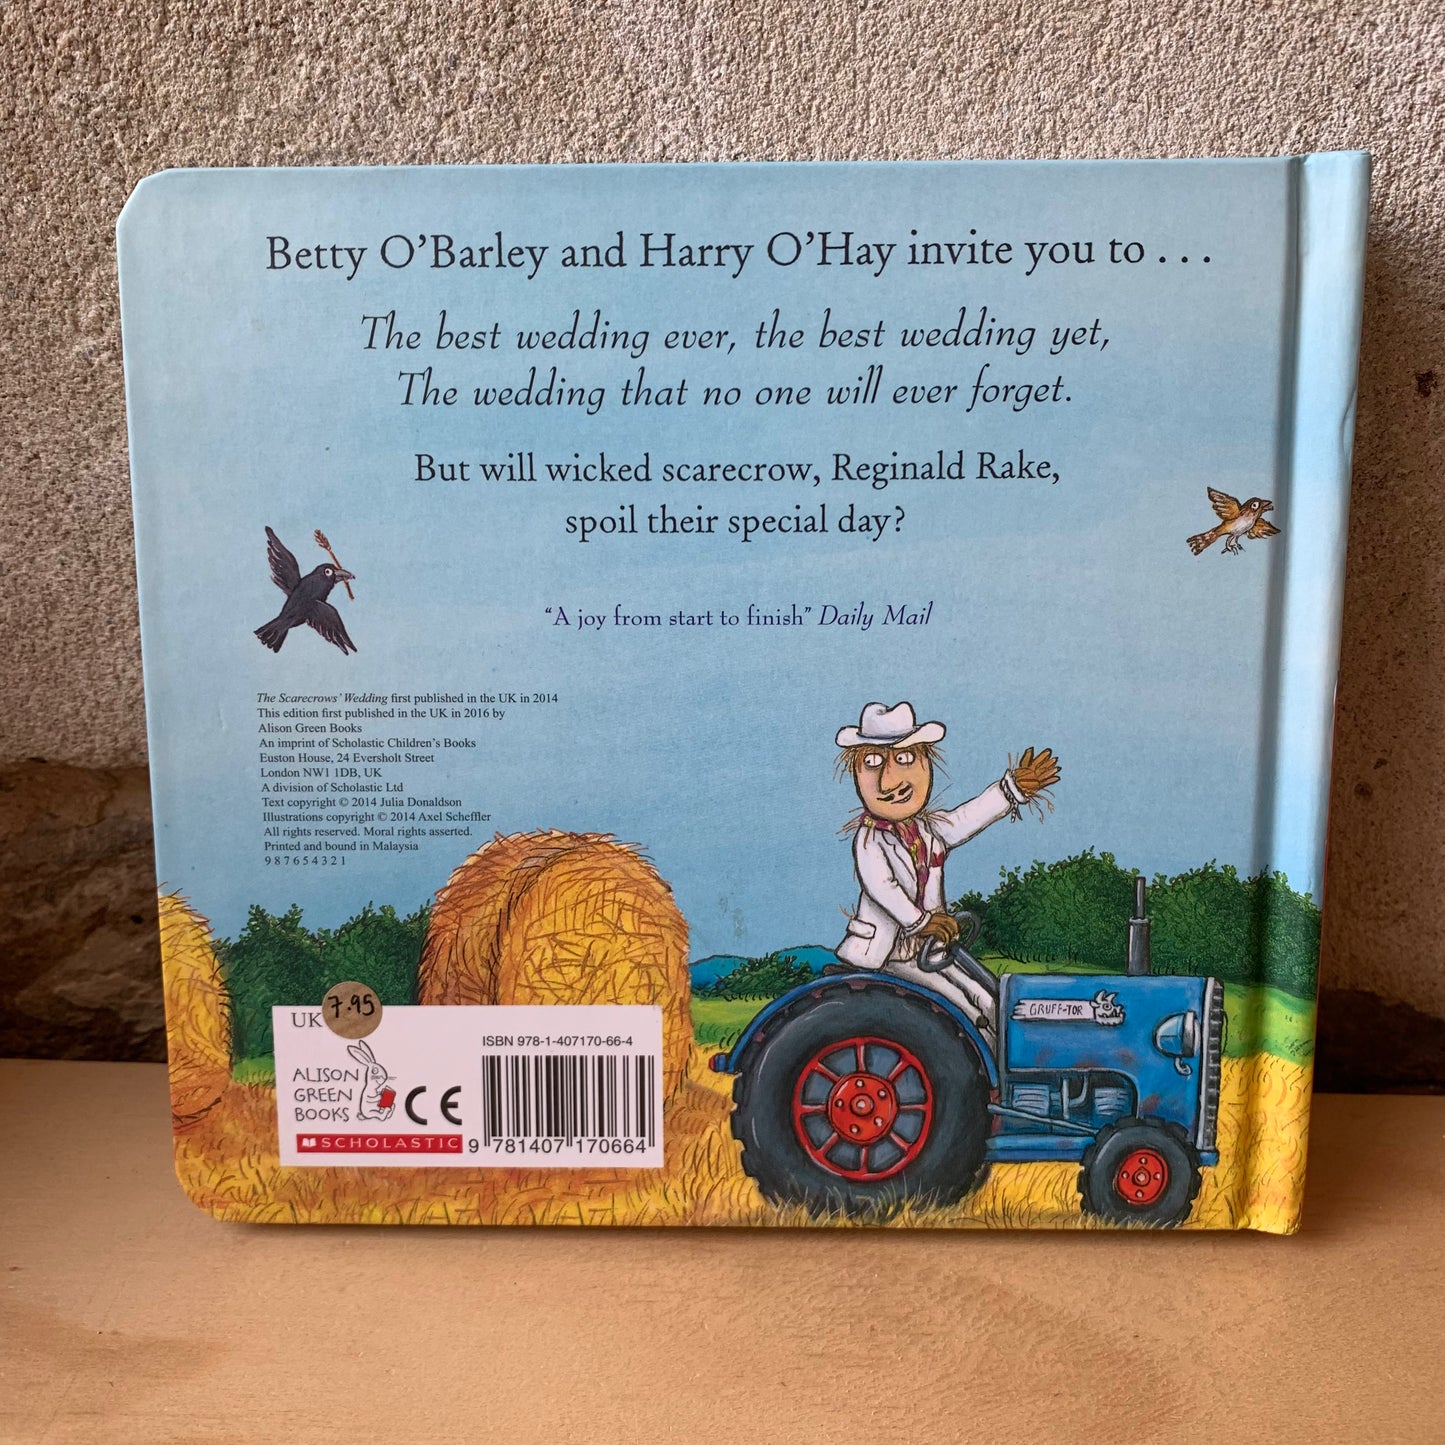 Betty O'Barley and Harry O'Hay invite you to . . .
The best wedding ever, the best wedding yet,
The wedding that no one will ever forget.
But will wicked scarecrow, Reginald Rake,
spoil their special day?
"A joy from start to finish" Daily Mail
The Scarecrows' Wedding first published in the UK in 2014
This edition first published in the UK in 2016 by
Alison Green Books
An imprint of Scholastic Children's Books
Euston House, 24 Eversholt Street
London NW1 1DB, UK
A division of Scholastic Ltd
Text copyright © 2014 Julia Donaldson
Illustrations copyright © 2014 Axel Scheffler
All rights reserved. Moral rights asserted.
Printed and bound in Malaysia
9 8 7 6 5 4 3 2 1
GRUFF-TOR
UK
7.95
ISBN 978-1-407170-66-4
ALISON
GREEN
BOOKS
CE
SCHOLASTIC
9 781407 170664